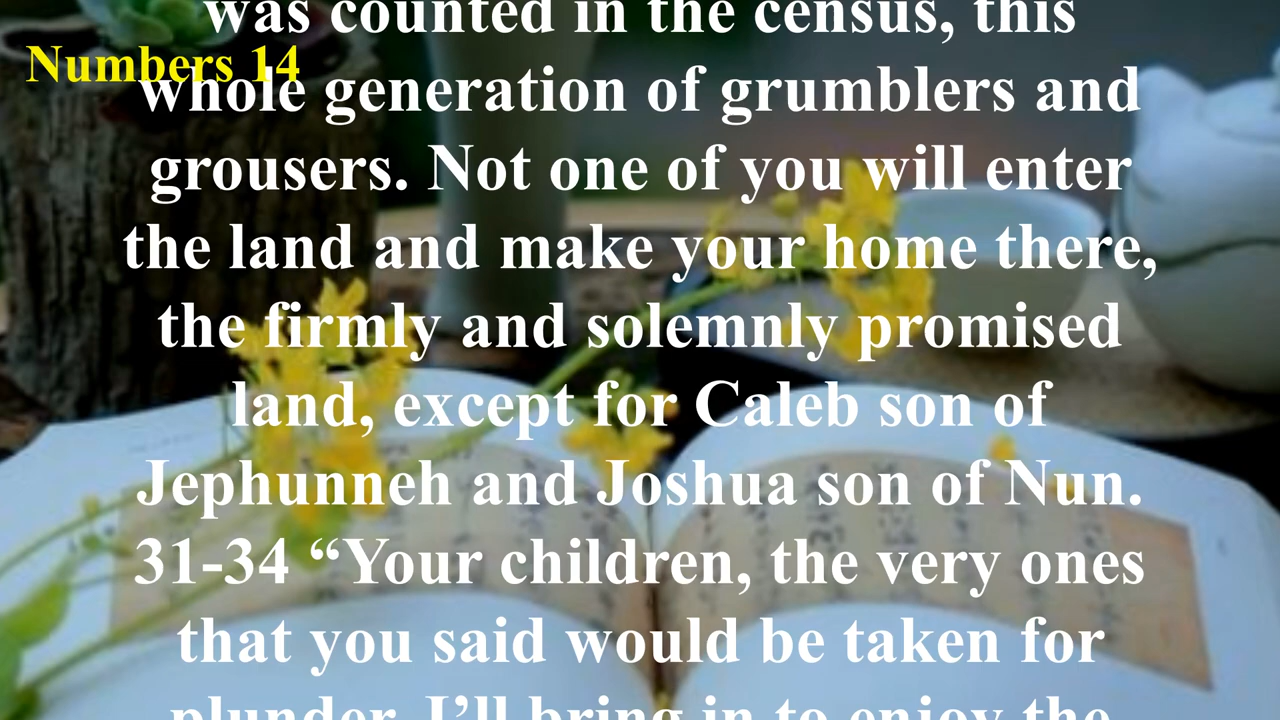 was counted in the census, this
Numbers 14
whole generation of grumblers and
grousers. Not one of you will enter
the land and make your home there,
the firmly and solemnly promised
land, except for Caleb son of
Jephunneh and Joshua son of Nun.
31-34 “Your children, the very ones
that you said would be taken for
plunder, I’ll bring in to enjoy the